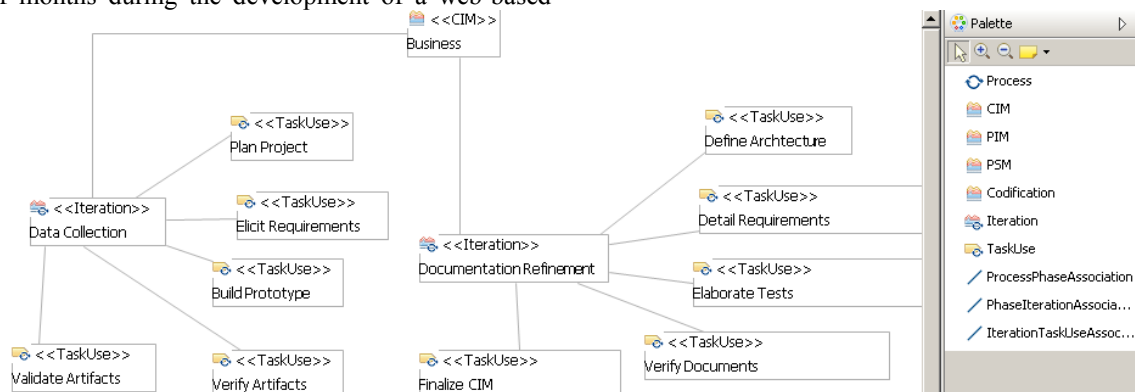 months during the development of a web based
<<CIM>>
Business
<<TaskUse>>
Plan Project
<<TaskUse>>
Define Archtecture
<<Iteration>>
Data Collection
<<TaskUse>>
Elicit Requirements
<<TaskUse>>
Detail Requirements
<<Iteration>>
Documentation Refinement
<<TaskUse>>
Build Prototype
<<TaskUse>>
Elaborate Tests
<<TaskUse>>
Validate Artifacts
<<TaskUse>>
Verify Artifacts
<<TaskUse>>
Finalize CIM
<<TaskUse>>
Verify Documents
Palette
Process
CIM
PIM
PSM
Codification
Iteration
TaskUse
ProcessPhaseAssociation
PhaseIterationAssocia...
IterationTaskUseAssoc...